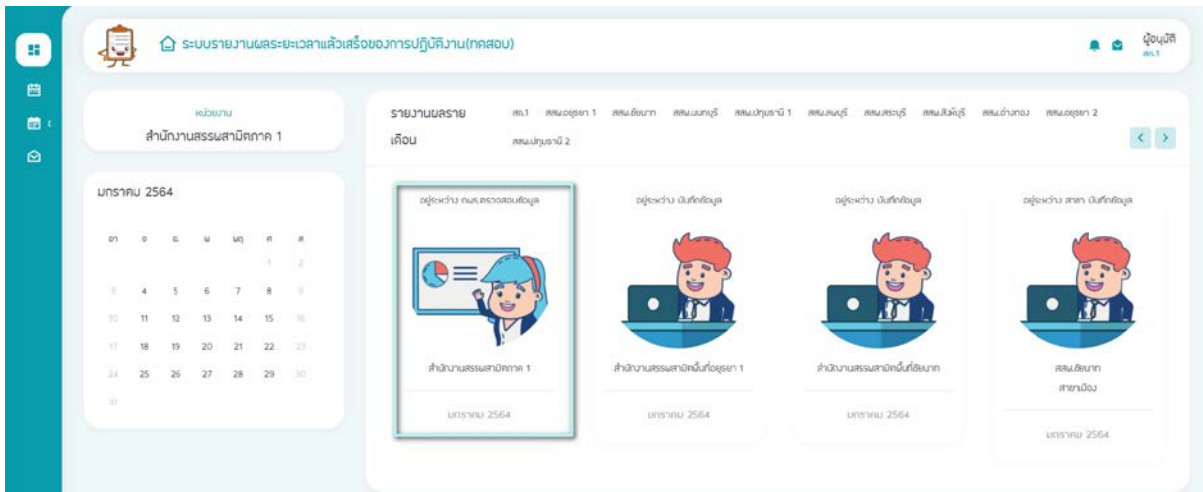 ระบบรายงานผลระยะเวลาแล้วเสร็จของการปฏิบัติงาน(ทดสอบ)
ผู้อนุมัติ
สภ.1
หน่วยงาน
สำนักงานสรรพสามิตภาค 1
มกราคม 2564
อา จ อ. พ พฤ ศ ส
1 2
3 4 5 6 7 8 9
10 11 12 13 14 15 16
17 18 19 20 21 22 23
24 25 26 27 28 29 30
31
รายงานผลราย
เดือน
สภ.1 สสพ.อยุธยา 1 สสพ.ชัยนาท สสพ.นนทบุรี สสพ.ปทุมธานี 1 สสพ.ลพบุรี สสพ.สระบุรี สสพ.สิงห์บุรี สสพ.อ่างทอง สสพ.อยุธยา 2
สสพ.ปทุมธานี 2
อยู่ระหว่าง กพร.ตรวจสอบข้อมูล
สำนักงานสรรพสามิตภาค 1
มกราคม 2564
อยู่ระหว่าง บันทึกข้อมูล
สำนักงานสรรพสามิตพื้นที่อยุธยา 1
มกราคม 2564
อยู่ระหว่าง บันทึกข้อมูล
สำนักงานสรรพสามิตพื้นที่ชัยนาท
มกราคม 2564
อยู่ระหว่าง สาขา บันทึกข้อมูล
สสพ.ชัยนาท
สาขาเมือง
มกราคม 2564